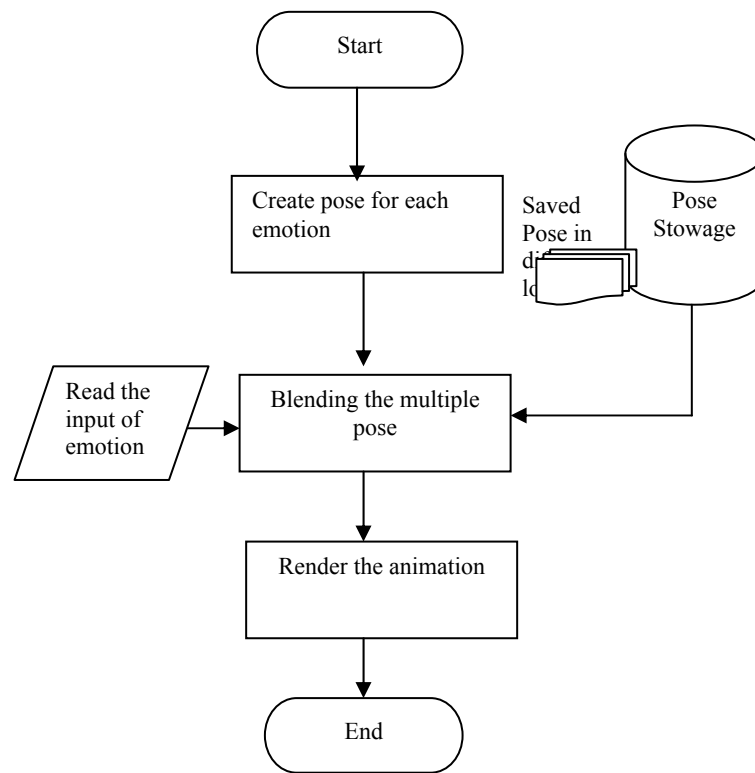 Start
Create pose for each
emotion
Saved
Pose in
Pose
Stowage
Read the
input of
emotion
Blending the multiple
pose
Render the animation
End